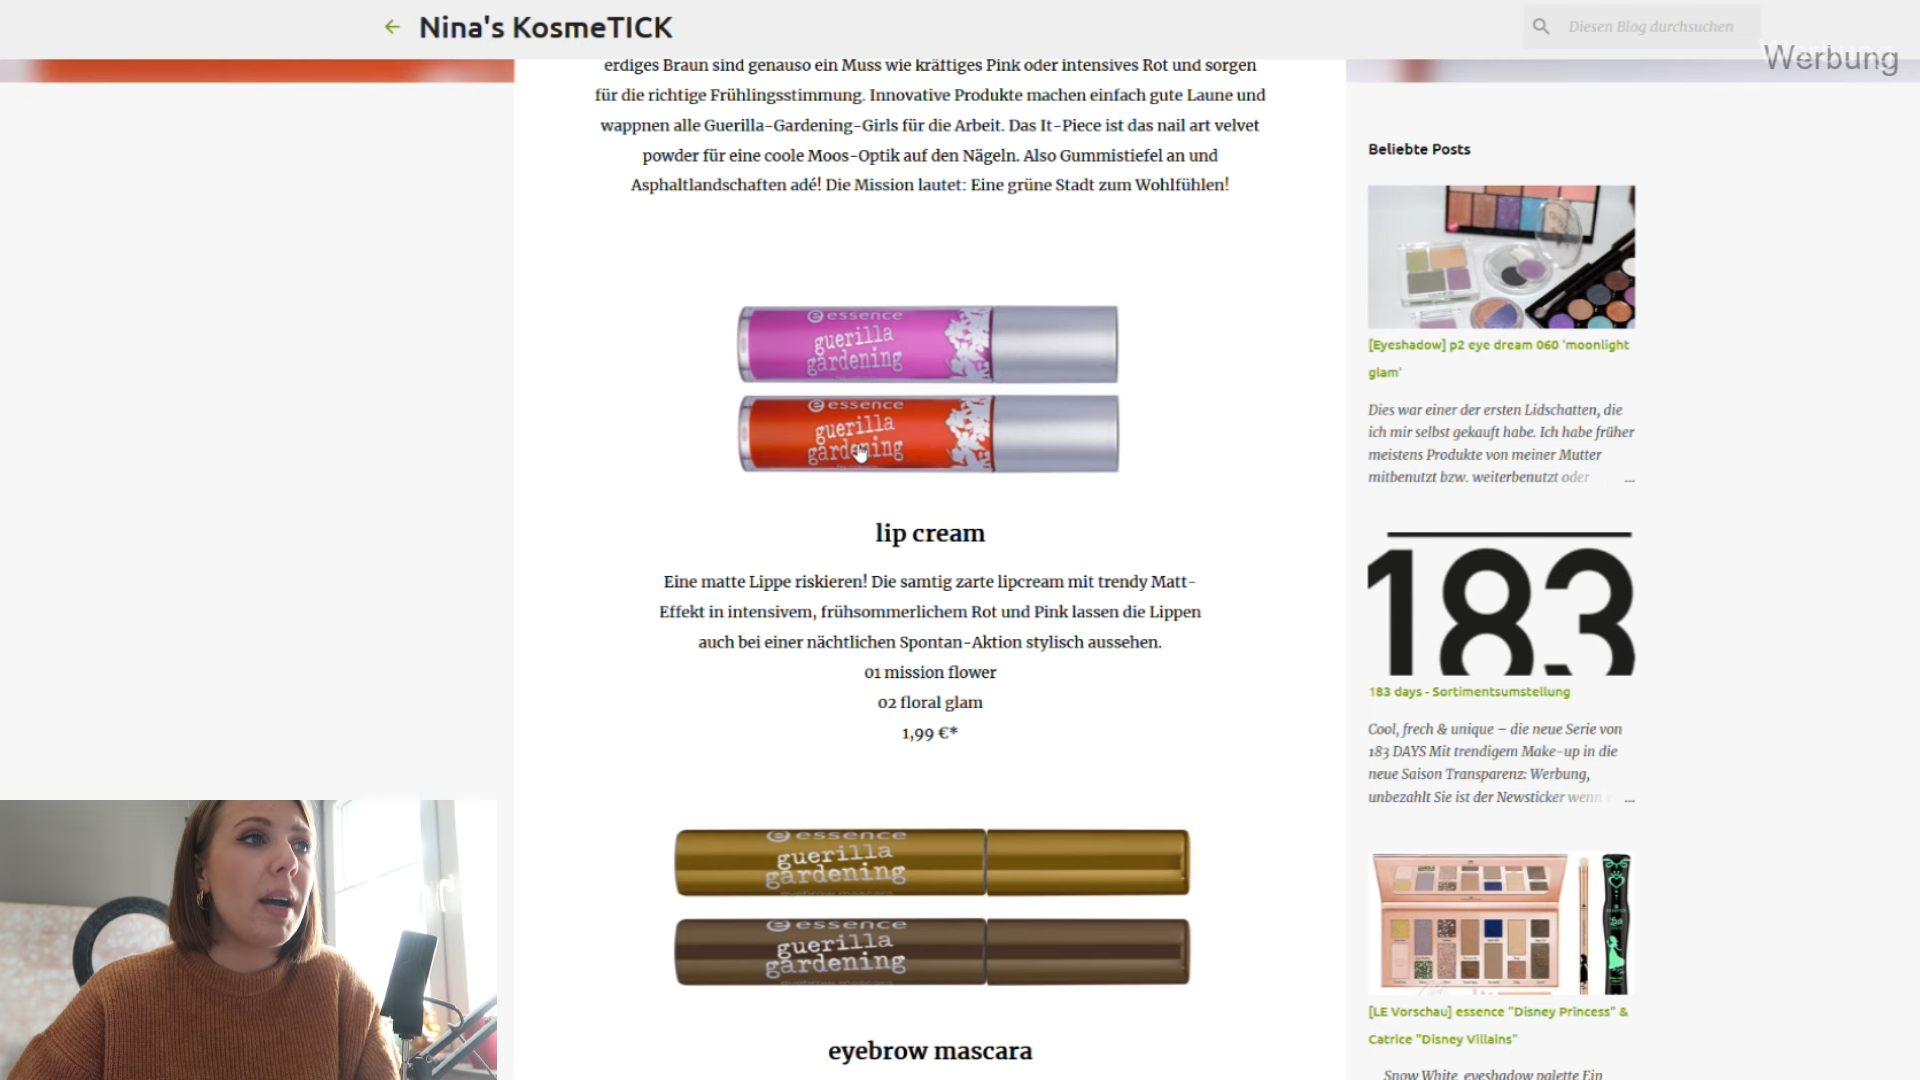 Nina's KosmeTICK
Diesen Blog durchsuchen
Werbung
erdiges Braun sind genauso ein Muss wie kräftiges Pink oder intensives Rot und sorgen
für die richtige Frühlingsstimmung. Innovative Produkte machen einfach gute Laune und
wappnen alle Guerilla-Gardening-Girls für die Arbeit. Das It-Piece ist das nail art velvet
powder für eine coole Moos-Optik auf den Nägeln. Also Gummistiefel an und
Asphaltlandschaften adé! Die Mission lautet: Eine grüne Stadt zum Wohlfühlen!
essence
guerilla
gardening
essence
guerilla
gardening
lip cream
Eine matte Lippe riskieren! Die samtig zarte lipcream mit trendy Matt-
Effekt in intensivem, frühsommerlichem Rot und Pink lassen die Lippen
auch bei einer nächtlichen Spontan-Aktion stylisch aussehen.
01 mission flower
02 floral glam
1,99 €*
essence
guerilla
gardening
eyebrow mascara
essence
guerilla
gardening
eyebrow mascara
Beliebte Posts
[Eyeshadow] p2 eye dream 060 'moonlight
glam'
Dies war einer der ersten Lidschatten, die
ich mir selbst gekauft habe. Ich habe früher
meistens Produkte von meiner Mutter
mitbenutzt bzw. weiterbenutzt oder ...
183
183 days - Sortimentsumstellung
Cool, frech & unique – die neue Serie von
183 DAYS Mit trendigem Make-up in die
neue Saison Transparenz: Werbung,
unbezahlt Sie ist der Newsticker wenn ...
[LE Vorschau] essence "Disney Princess" &
Catrice "Disney Villains"
Snow White eyeshadow palette Ein